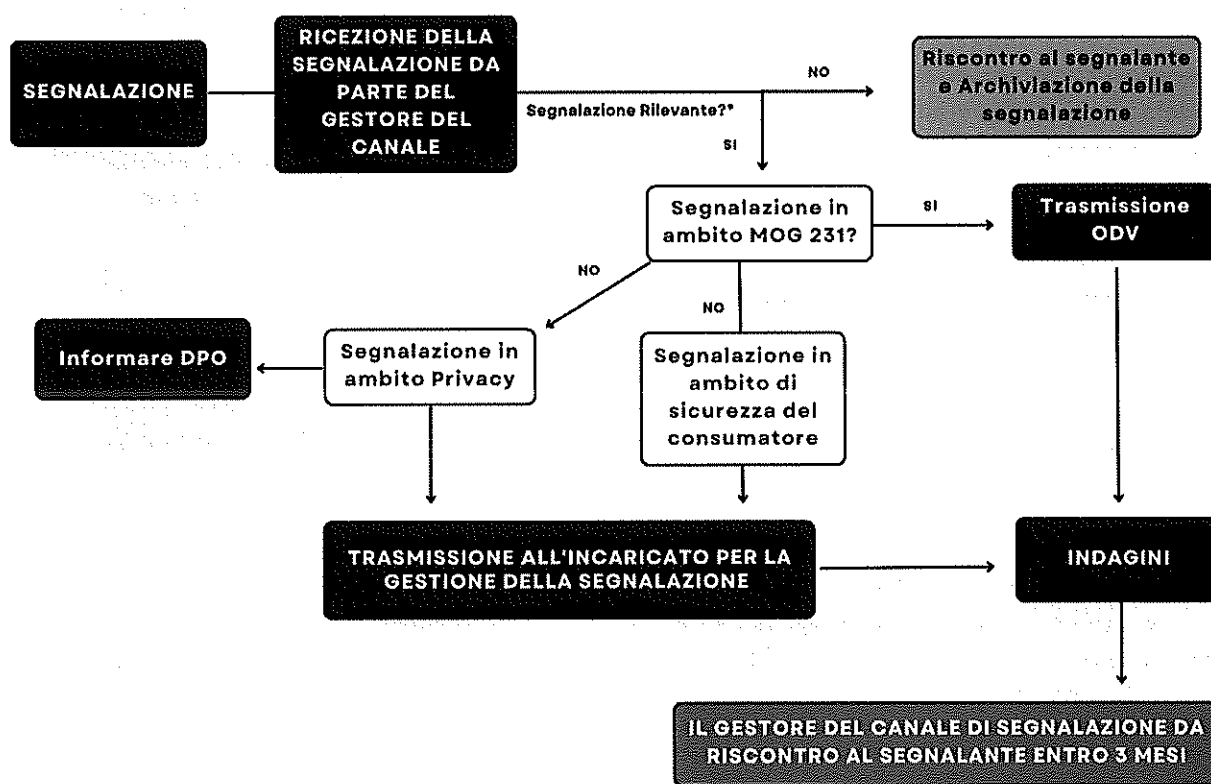 SEGNALAZIONE
RICEZIONE DELLA
SEGNALAZIONE DA
PARTE DEL
GESTORE DEL
CANALE
Segnalazione Rilevante?*
NO
Riscontro al segnalante
e Archiviazione della
segnalazione
SI
Segnalazione in
ambito MOG 231?
SI
Trasmissione
ODV
NO
NO
Informare DPO
Segnalazione in
ambito Privacy
Segnalazione in
ambito di
sicurezza del
consumatore
TRASMISSIONE ALL'INCARICATO PER LA
GESTIONE DELLA SEGNALAZIONE
INDAGINI
IL GESTORE DEL CANALE DI SEGNALAZIONE DA
RISCONTRO AL SEGNALANTE ENTRO 3 MESI